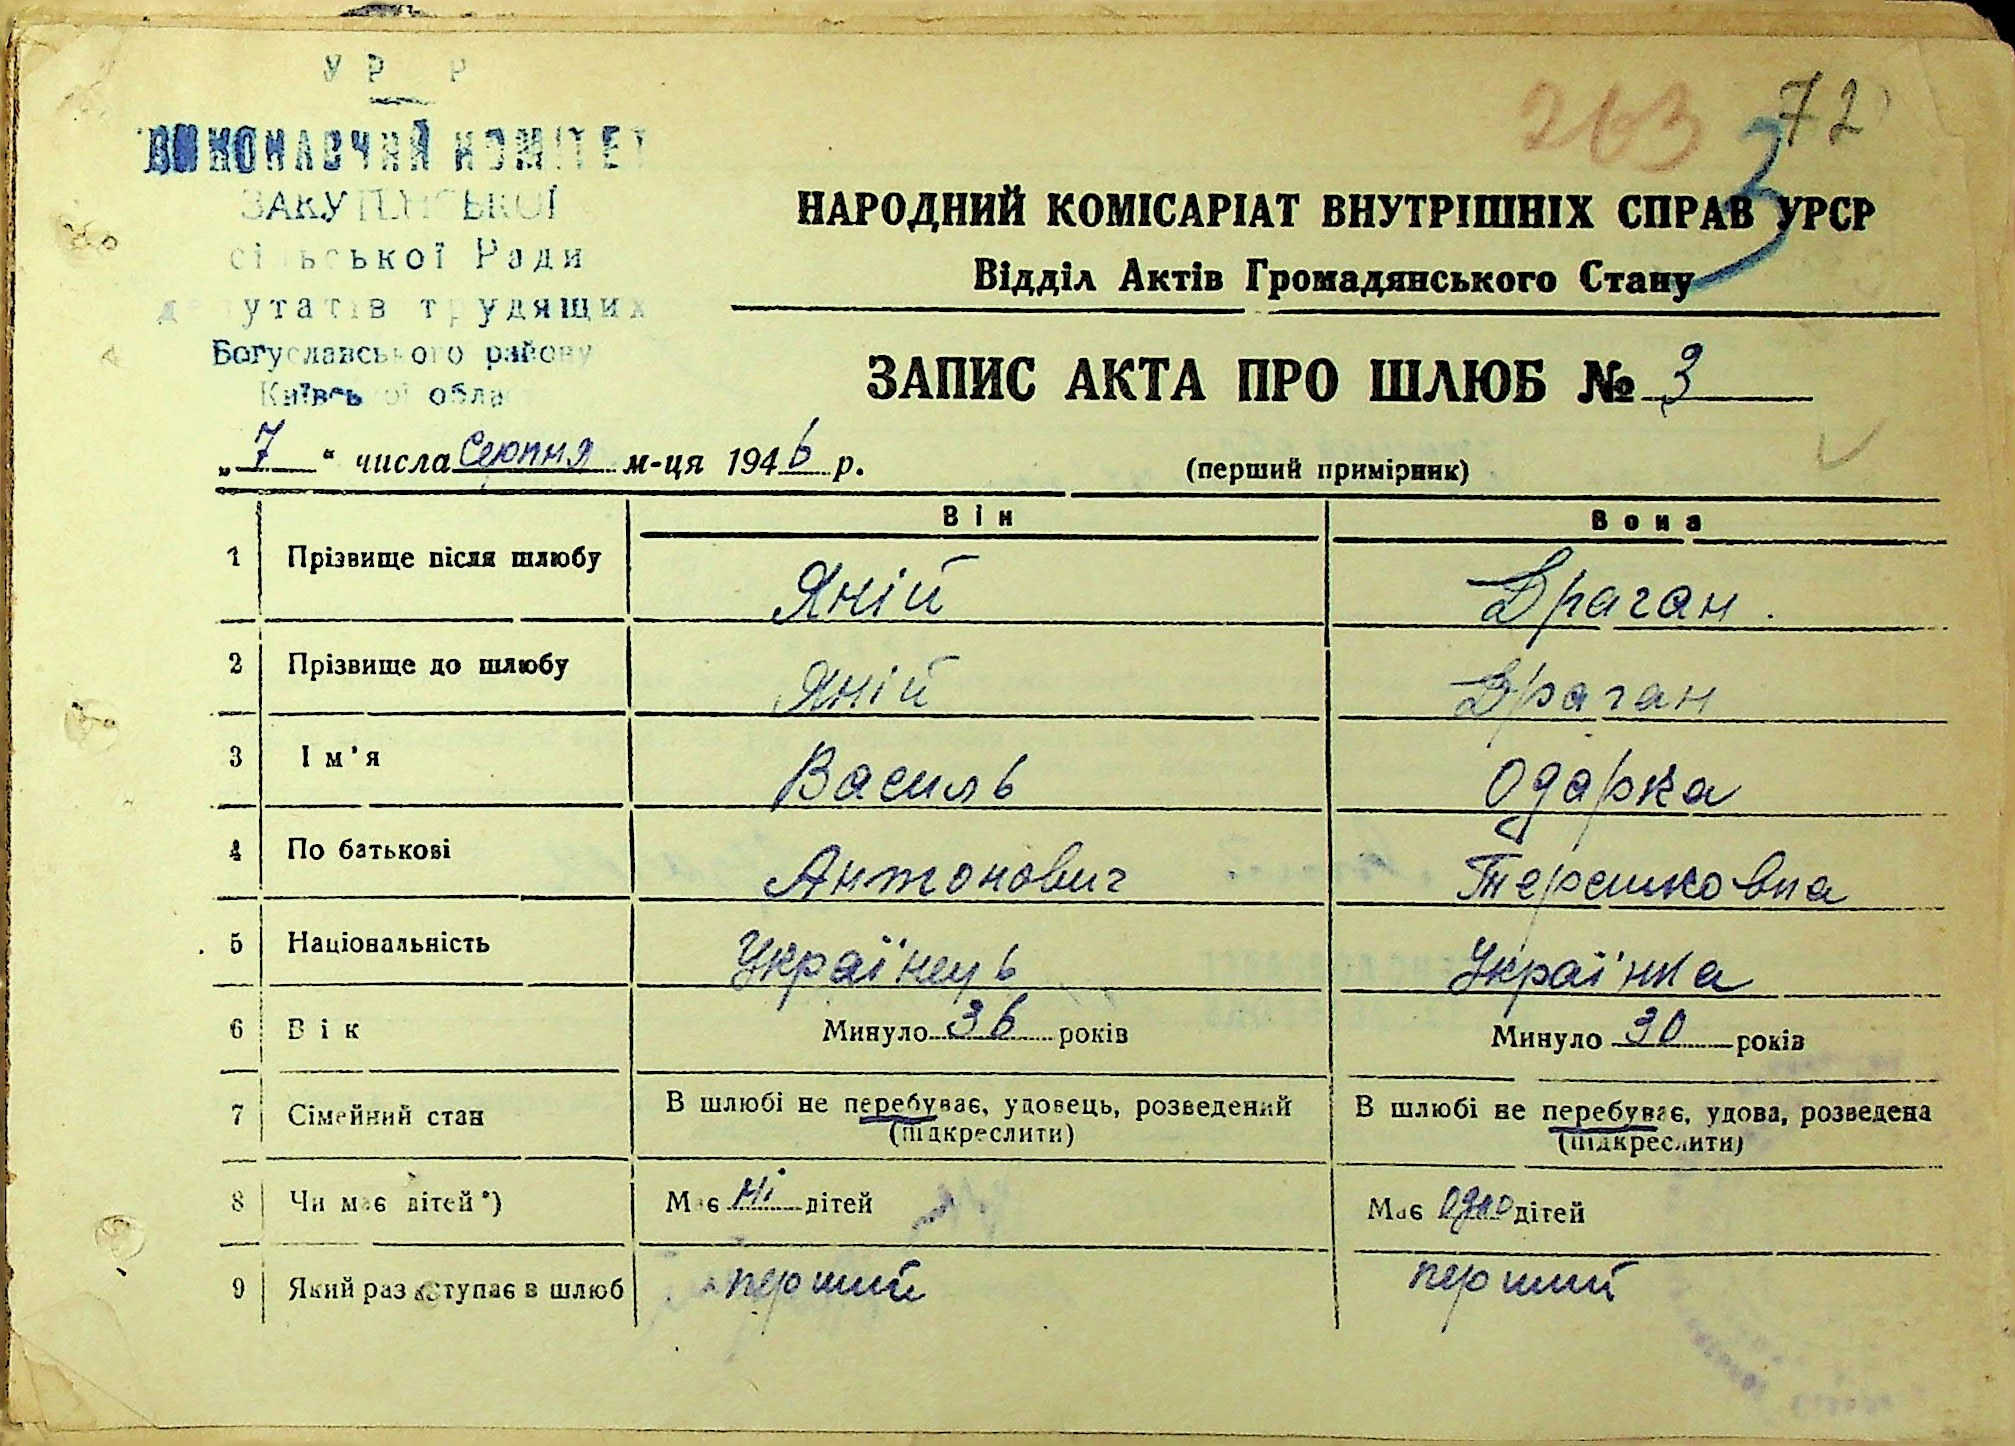 УРСР
ВИКОНАВЧИЙ КОМІТЕТ
ЗАКУТИНСЬКОЇ
сільської Ради
депутатів трудящих
Богуславського району
Київської області
263
72
3
НАРОДНИЙ КОМІСАРІАТ ВНУТРІШНІХ СПРАВ УРСР
Відділ Актів Громадянського Стану
ЗАПИС АКТА ПРО ШЛЮБ № 3
„7“ числа Серпня м-ця 1946 р. (перший примірник)
Він Вона
1 Прізвище після шлюбу Яній Драган.
2 Прізвище до шлюбу Яній Драган
3 Ім'я Василь Одарка
4 По батькові Антонович Терешковна
5 Національність Українець Українка
6 Вік Минуло 36 років Минуло 30 років
7 Сімейний стан В шлюбі не перебуває, удовець, розведений В шлюбі не перебуває, удова, розведена
(підкреслити) (підкреслити)
8 Чи має дітей*) Має ні дітей Має одно дітей
9 Який раз вступає в шлюб перший перший